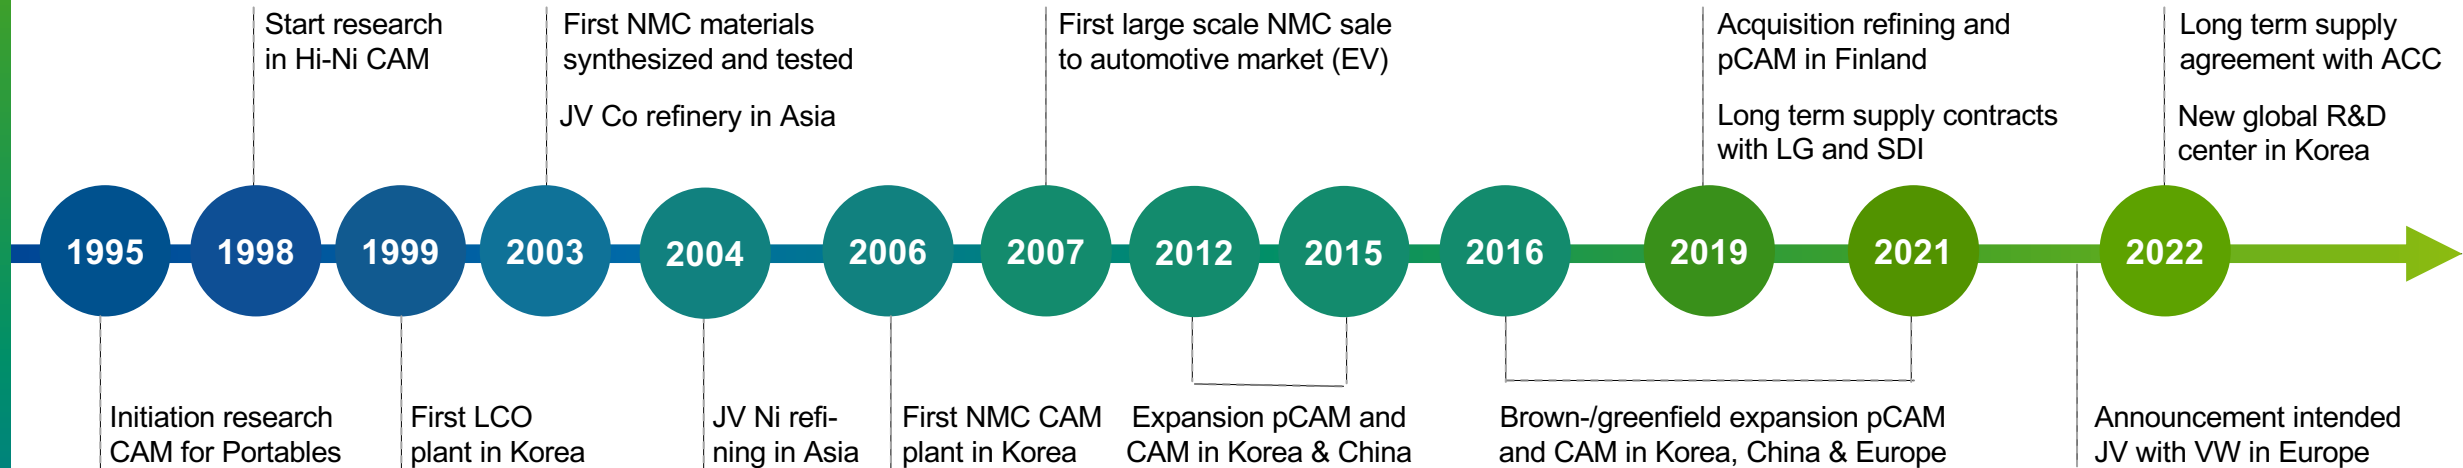 Start research
in Hi-Ni CAM
First NMC materials
synthesized and tested
JV Co refinery in Asia
First large scale NMC sale
to automotive market (EV)
Acquisition refining and
pCAM in Finland
Long term supply contracts
with LG and SDI
Long term supply
agreement with ACC
New global R&D
center in Korea
1995
1998
1999
2003
2004
2006
2007
2012
2015
2016
2019
2021
2022
Initiation research
CAM for Portables
First LCO
plant in Korea
JV Ni refi-
ning in Asia
First NMC CAM
plant in Korea
Expansion pCAM and
CAM in Korea & China
Brown-/greenfield expansion pCAM
and CAM in Korea, China & Europe
Announcement intended
JV with VW in Europe